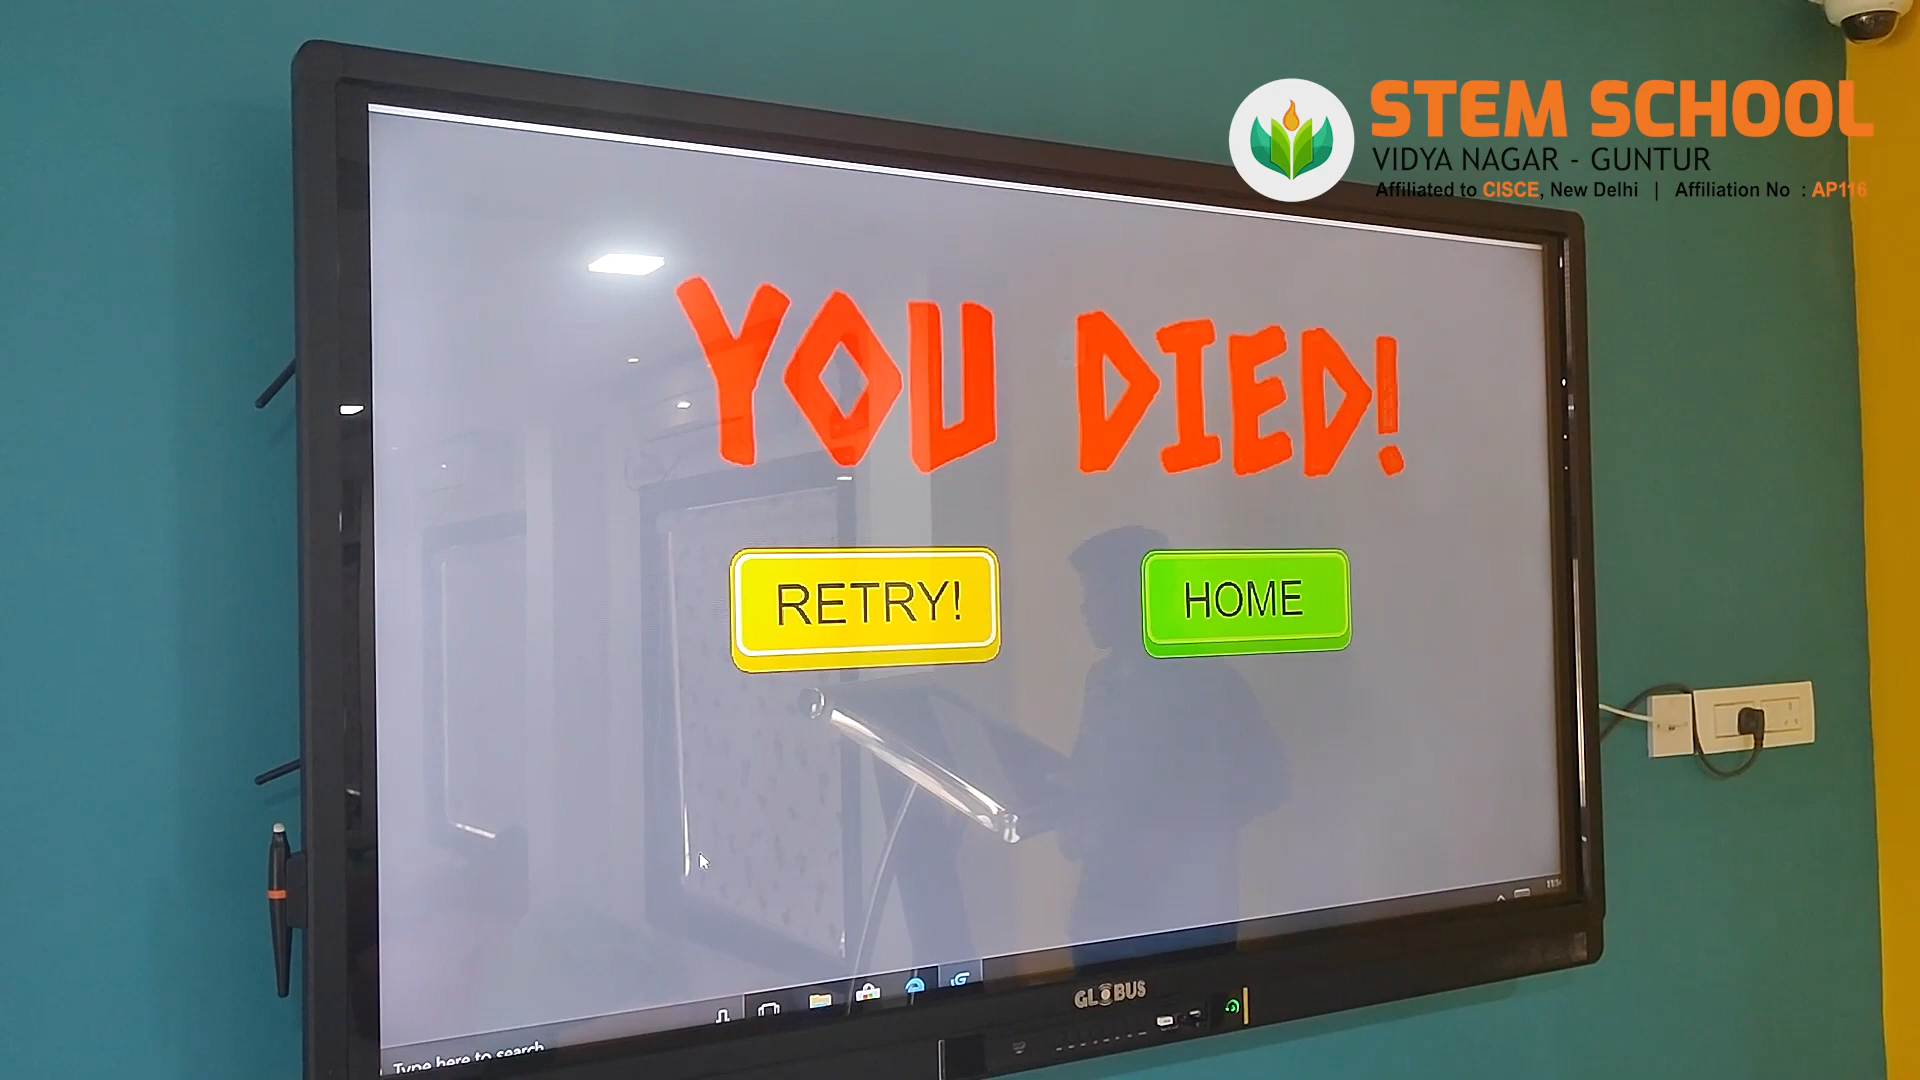 STEM SCHOOL
VIDYA NAGAR - GUNTUR
Affiliated to CISCE, New Delhi | Affiliation No : AP116
YOU DIED!
RETRY!
HOME
GLOBUS
Type here to search